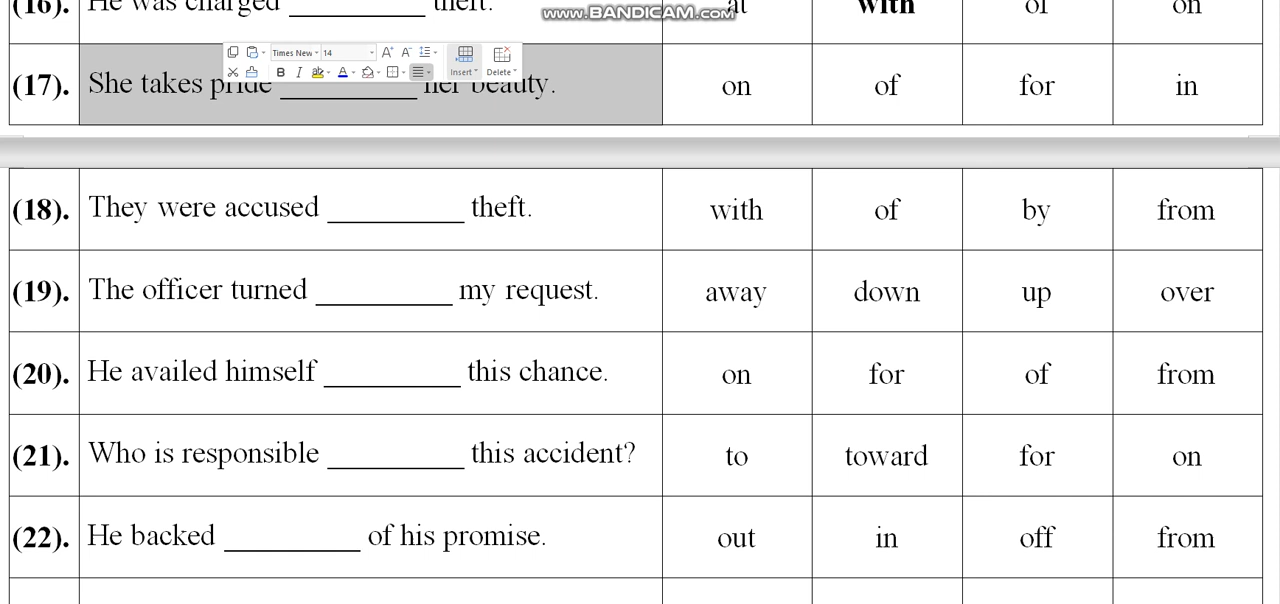 (16). He was charged __________ theft. at with of on
www.BANDICAM.com
Times New 14 A A
B I ab A Insert Delete
(17). She takes pride __________ her beauty. on of for in
(18). They were accused __________ theft. with of by from
(19). The officer turned __________ my request. away down up over
(20). He availed himself __________ this chance. on for of from
(21). Who is responsible __________ this accident? to toward for on
(22). He backed __________ of his promise. out in off from